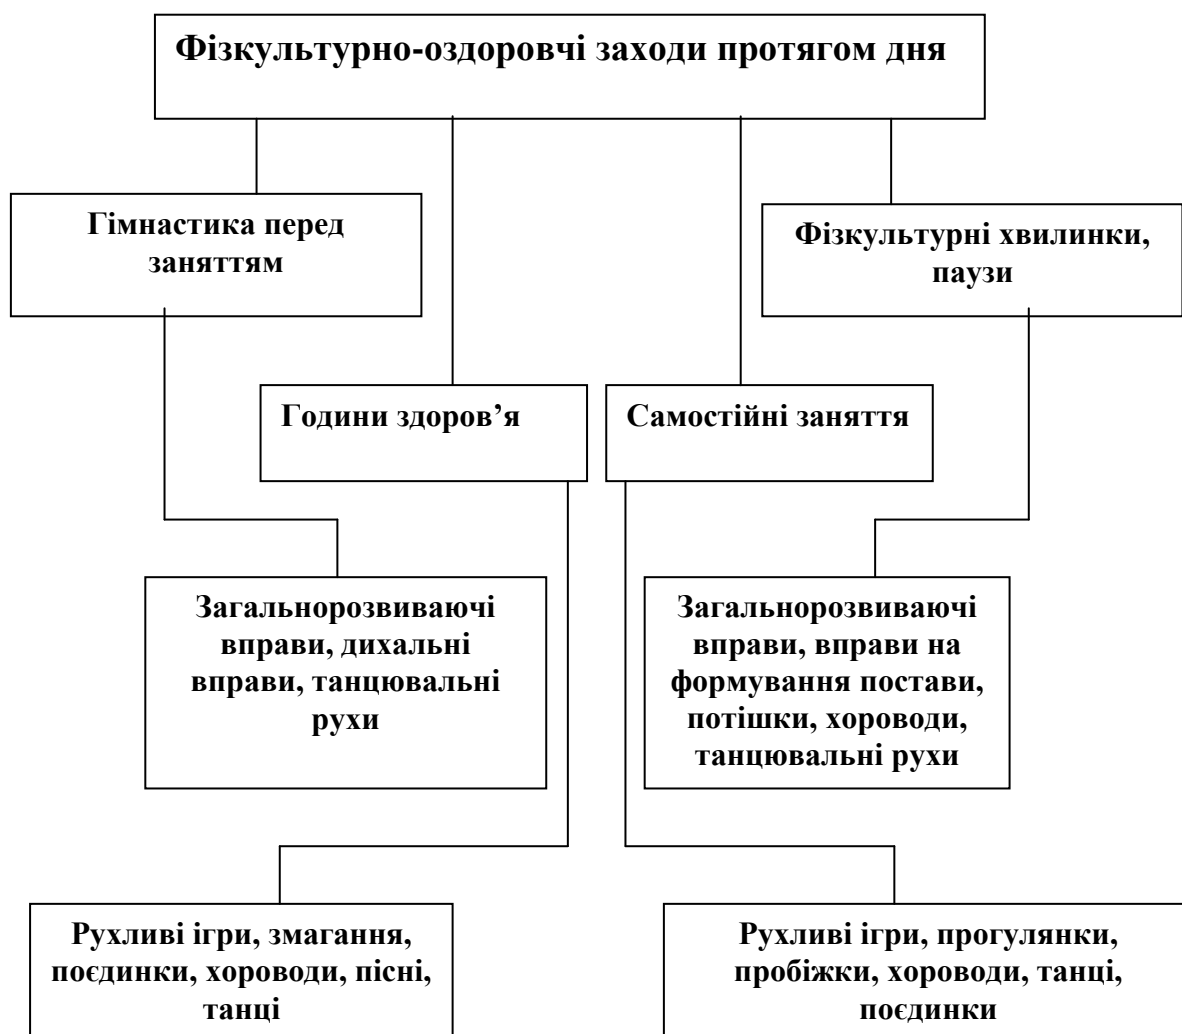 Фізкультурно-оздоровчі заходи протягом дня
Гімнастика перед
заняттям
Фізкультурні хвилинки,
паузи
Години здоров’я
Самостійні заняття
Загальнорозвиваючі
вправи, дихальні
вправи, танцювальні
рухи
Загальнорозвиваючі
вправи, вправи на
формування постави,
потішки, хороводи,
танцювальні рухи
Рухливі ігри, змагання,
поєдинки, хороводи, пісні,
танці
Рухливі ігри, прогулянки,
пробіжки, хороводи, танці,
поєдинки